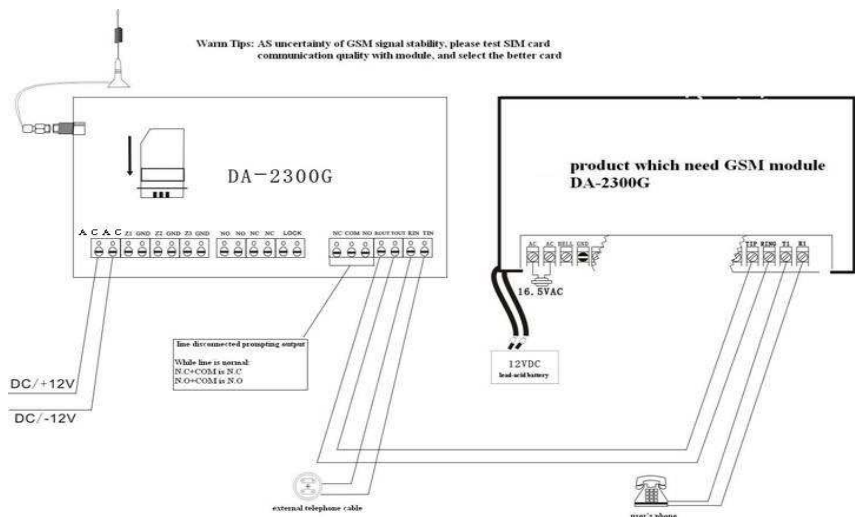 Warm Tips: AS uncertainty of GSM signal stability, please test SIM card
communication quality with module, and select the better card
DA-2300G
product which need GSM module
DA-2300G
AC AC Z1 GND Z2 GND Z3 GND NO NO NC NC LOCK NC COM NO ROUT TOUT RIN TIN
AC AC BELL GND TIP RING T1 R1
16.5VAC
line disconnected prompting output
While line is normal:
N.C+COM is N.C
N.O+COM is N.O
12VDC
lead-acid battery
DC/+12V
DC/-12V
external telephone cable
user's phone